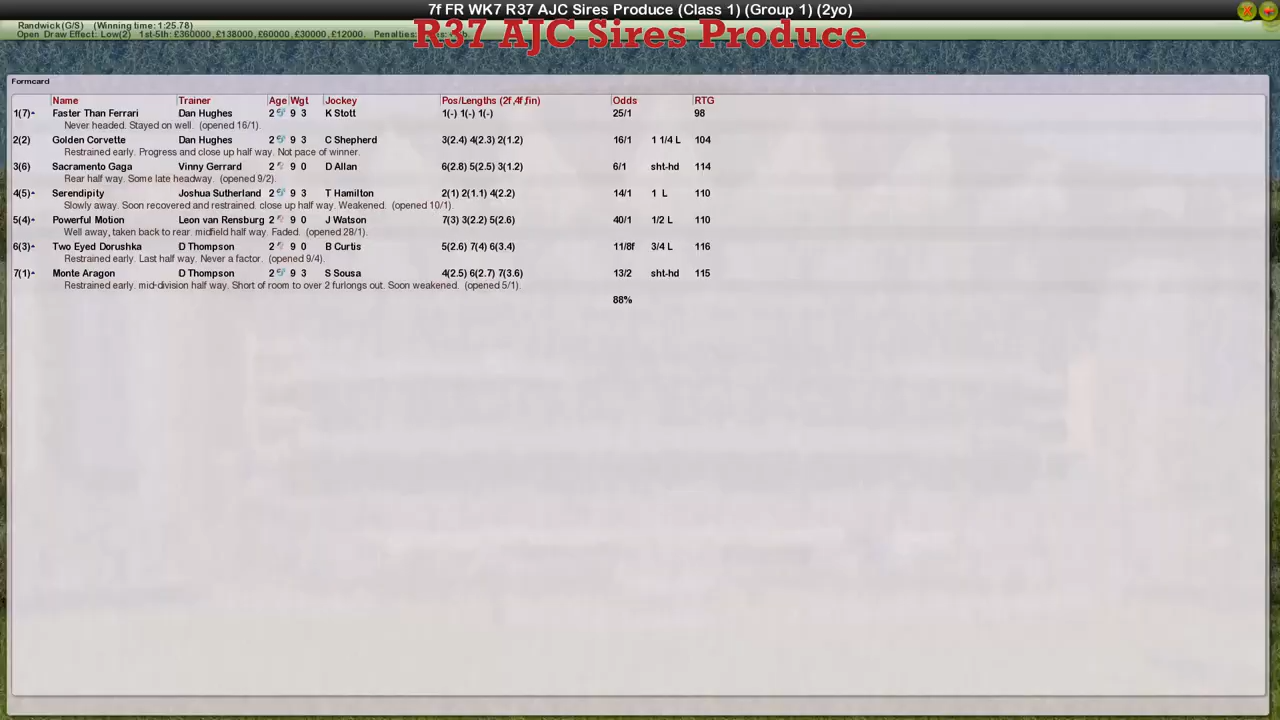 7f FR WK7 R37 AJC Sires Produce (Class 1) (Group 1) (2yo)
Randwick(G/S) (Winning time: 1:25.78)
R37 AJC Sires Produce
Open Draw Effect: Low(2) 1st-5th: £360000,£138000,£60000,£30000,£12000. Penalties:
Formcard
Name Trainer Age Wgt Jockey Pos/Lengths (2f,4f,fin) Odds RTG
1(7) Faster Than Ferrari Dan Hughes 2 9 3 K Stott 1(-) 1(-) 1(-) 25/1 98
Never headed. Stayed on well. (opened 16/1).
2(2) Golden Corvette Dan Hughes 2 9 3 C Shepherd 3(2.4) 4(2.3) 2(1.2) 16/1 1 1/4 L 104
Restrained early. Progress and close up half way. Not pace of winner.
3(6) Sacramento Gaga Vinny Gerrard 2 9 0 D Allan 6(2.8) 5(2.5) 3(1.2) 6/1 sht-hd 114
Rear half way. Some late headway. (opened 9/2).
4(5) Serendipity Joshua Sutherland 2 9 3 T Hamilton 2(1) 2(1.1) 4(2.2) 14/1 1 L 110
Slowly away. Soon recovered and restrained. close up half way. Weakened. (opened 10/1).
5(4) Powerful Motion Leon van Rensburg 2 9 0 J Watson 7(3) 3(2.2) 5(2.6) 40/1 1/2 L 110
Well away, taken back to rear. midfield half way. Faded. (opened 28/1).
6(3) Two Eyed Dorushka D Thompson 2 9 0 B Curtis 5(2.6) 7(4) 6(3.4) 11/8f 3/4 L 116
Restrained early. Last half way. Never a factor. (opened 9/4).
7(1) Monte Aragon D Thompson 2 9 3 S Sousa 4(2.5) 6(2.7) 7(3.6) 13/2 sht-hd 115
Restrained early. mid-division half way. Short of room to over 2 furlongs out. Soon weakened. (opened 5/1).
88%